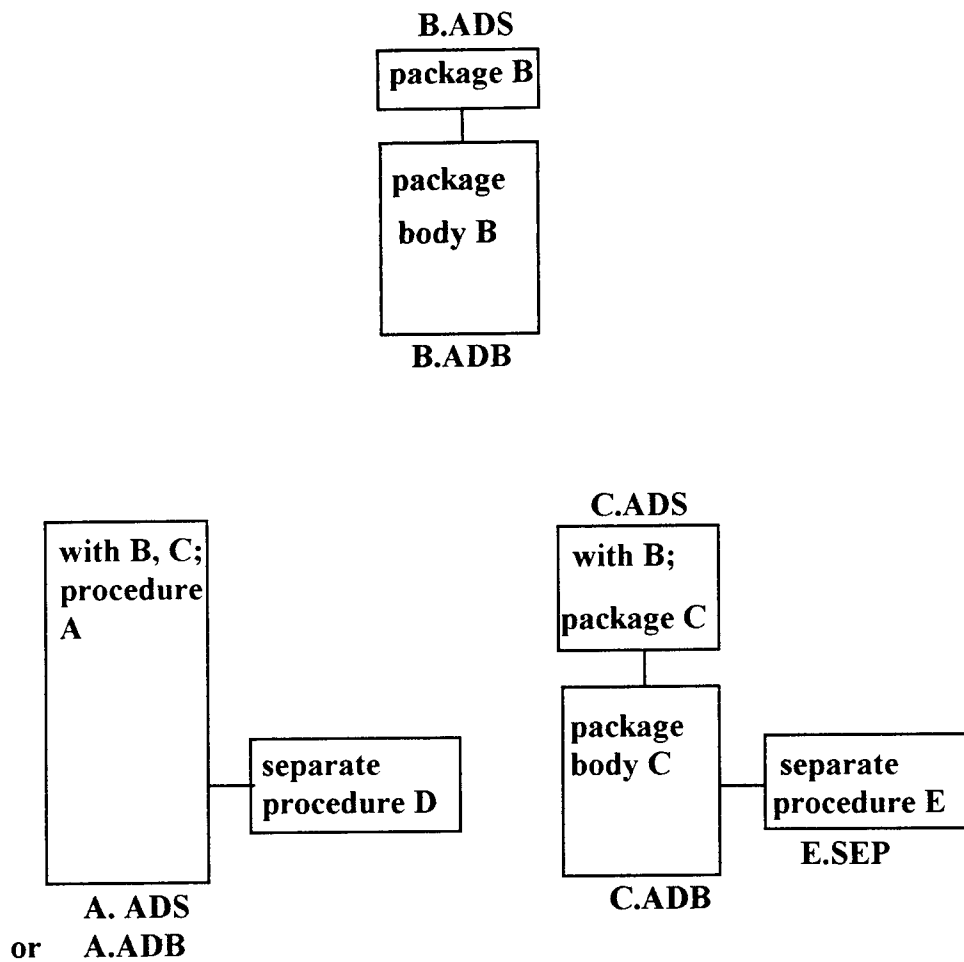 B.ADS
package B
package
body B
B.ADB
with B, C;
procedure
A
separate
procedure D
A. ADS
or A.ADB
C.ADS
with B;
package C
package
body C
C.ADB
separate
procedure E
E.SEP